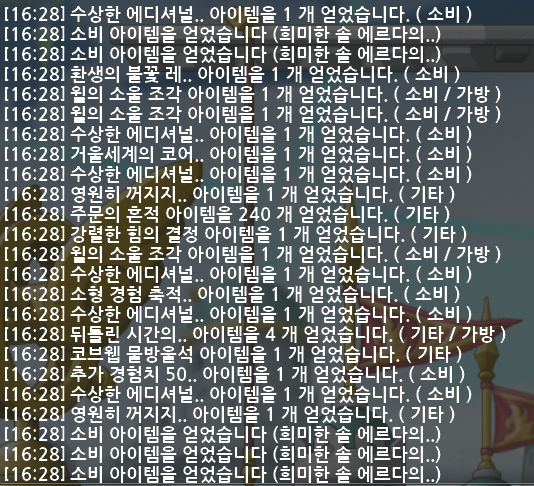 [16:28] 수상한 에디셔널.. 아이템을 1 개 얻었습니다. ( 소비 )
[16:28] 소비 아이템을 얻었습니다 (희미한 솔 에르다의..)
[16:28] 소비 아이템을 얻었습니다 (희미한 솔 에르다의..)
[16:28] 환생의 불꽃 레.. 아이템을 1 개 얻었습니다. ( 소비 )
[16:28] 윌의 소울 조각 아이템을 1 개 얻었습니다. ( 소비 / 가방 )
[16:28] 윌의 소울 조각 아이템을 1 개 얻었습니다. ( 소비 / 가방 )
[16:28] 수상한 에디셔널.. 아이템을 1 개 얻었습니다. ( 소비 )
[16:28] 거울세계의 코어.. 아이템을 1 개 얻었습니다. ( 소비 )
[16:28] 수상한 에디셔널.. 아이템을 1 개 얻었습니다. ( 소비 )
[16:28] 영원히 꺼지지.. 아이템을 1 개 얻었습니다. ( 기타 )
[16:28] 주문의 흔적 아이템을 240 개 얻었습니다. ( 기타 )
[16:28] 강렬한 힘의 결정 아이템을 1 개 얻었습니다. ( 기타 )
[16:28] 윌의 소울 조각 아이템을 1 개 얻었습니다. ( 소비 / 가방 )
[16:28] 수상한 에디셔널.. 아이템을 1 개 얻었습니다. ( 소비 )
[16:28] 소형 경험 축적.. 아이템을 1 개 얻었습니다. ( 소비 )
[16:28] 수상한 에디셔널.. 아이템을 1 개 얻었습니다. ( 소비 )
[16:28] 뒤틀린 시간의.. 아이템을 4 개 얻었습니다. ( 기타 / 가방 )
[16:28] 코브웹 물방울석 아이템을 1 개 얻었습니다. ( 기타 )
[16:28] 추가 경험치 50.. 아이템을 1 개 얻었습니다. ( 소비 )
[16:28] 수상한 에디셔널.. 아이템을 1 개 얻었습니다. ( 소비 )
[16:28] 영원히 꺼지지.. 아이템을 1 개 얻었습니다. ( 기타 )
[16:28] 소비 아이템을 얻었습니다 (희미한 솔 에르다의..)
[16:28] 소비 아이템을 얻었습니다 (희미한 솔 에르다의..)
[16:28] 소비 아이템을 얻었습니다 (희미한 솔 에르다의..)